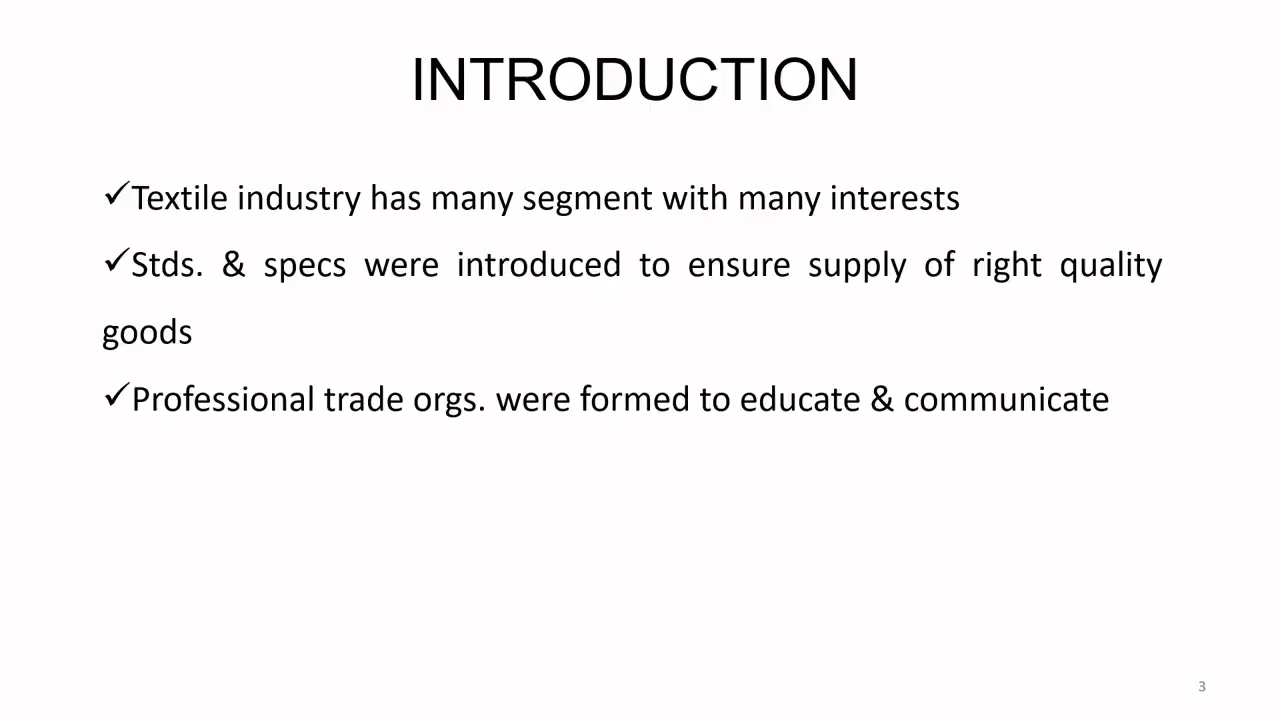 INTRODUCTION
✓Textile industry has many segment with many interests
✓Stds. & specs were introduced to ensure supply of right quality
goods
✓Professional trade orgs. were formed to educate & communicate
3